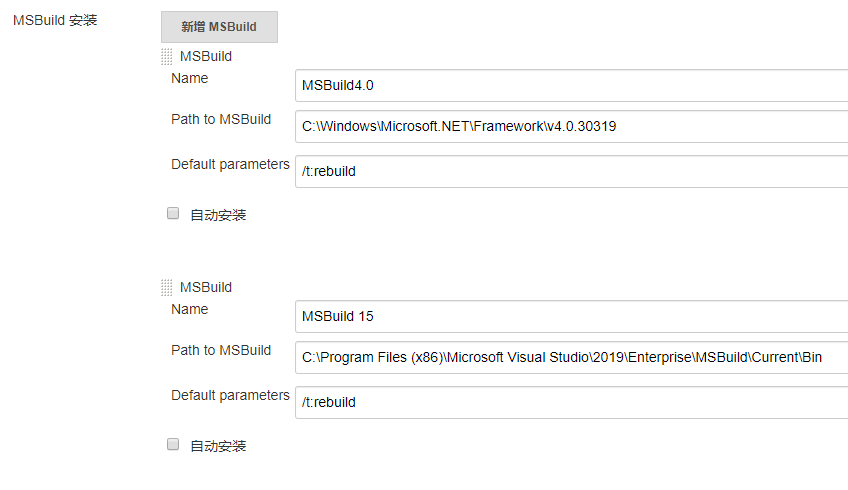 MSBuild 安装
新增 MSBuild
MSBuild
Name
MSBuild4.0
Path to MSBuild
C:\Windows\Microsoft.NET\Framework\v4.0.30319
Default parameters
/t:rebuild
自动安装
MSBuild
Name
MSBuild 15
Path to MSBuild
C:\Program Files (x86)\Microsoft Visual Studio\2019\Enterprise\MSBuild\Current\Bin
Default parameters
/t:rebuild
自动安装